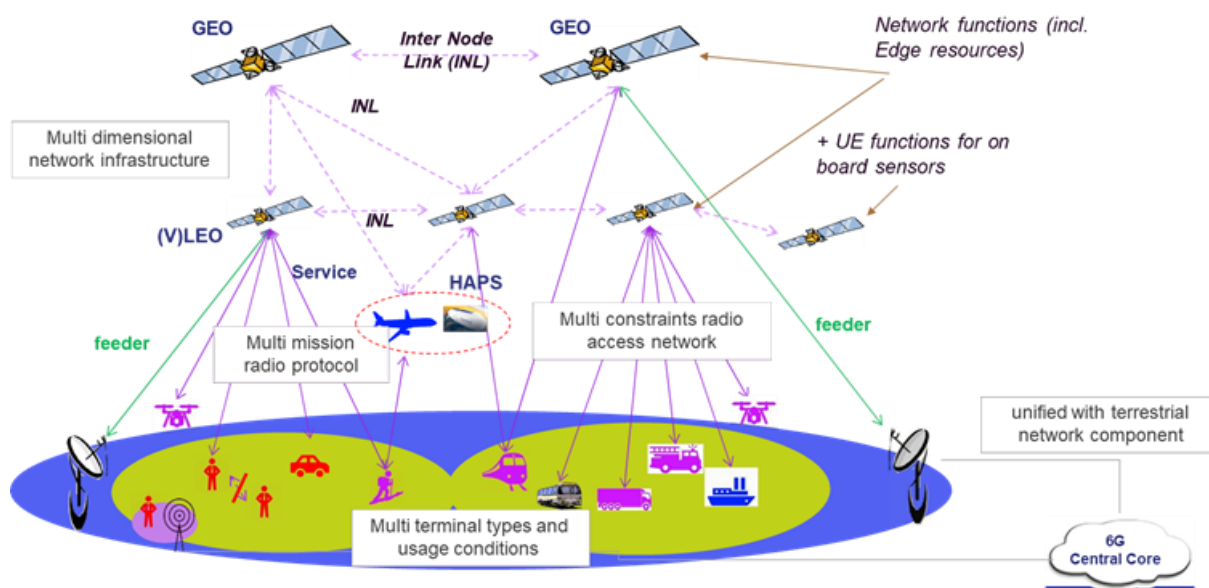 GEO
Inter Node
Link (INL)
GEO
Network functions (incl.
Edge resources)
INL
Multi dimensional
network infrastructure
+ UE functions for on
board sensors
(V)LEO
INL
Service
HAPS
feeder
Multi mission
radio protocol
Multi constraints radio
access network
feeder
unified with terrestrial
network component
Multi terminal types and
usage conditions
6G
Central Core